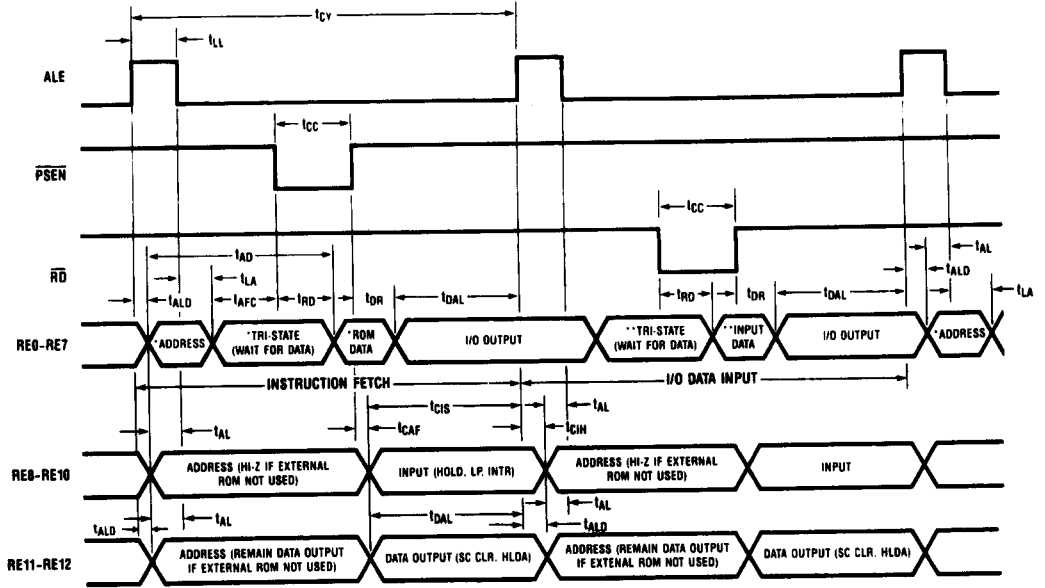 tCY
tLL
ALE
tCC
PSEN
tCC
RD
tAD
tLA
tALD
tAFC
tRD
tDR
tDAL
tRD
tDR
tDAL
tAL
tALD
tLA
RE0-RE7
*ADDRESS
*TRI-STATE
(WAIT FOR DATA)
*ROM
DATA
I/O OUTPUT
**TRI-STATE
(WAIT FOR DATA)
**INPUT
DATA
I/O OUTPUT
*ADDRESS
INSTRUCTION FETCH
I/O DATA INPUT
tCIS
tAL
tAL
tCAF
tCIH
RE8-RE10
ADDRESS (HI-Z IF EXTERNAL
ROM NOT USED)
INPUT (HOLD. LP. INTR)
ADDRESS (HI-Z IF EXTERNAL
ROM NOT USED)
INPUT
tALD
tAL
tDAL
tAL
tALD
RE11-RE12
ADDRESS (REMAIN DATA OUTPUT
IF EXTERNAL ROM NOT USED)
DATA OUTPUT (SC CLR. HLDA)
ADDRESS (REMAIN DATA OUTPUT
IF EXTENAL ROM NOT USED)
DATA OUTPUT (SC CLR. HLDA)